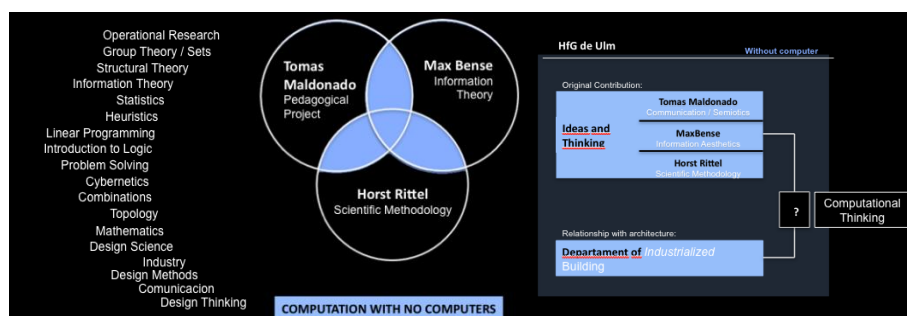 Operational Research
Group Theory / Sets
Structural Theory
Information Theory
Statistics
Heuristics
Linear Programming
Introduction to Logic
Problem Solving
Cybernetics
Combinations
Topology
Mathematics
Design Science
Industry
Design Methods
Comunicacion
Design Thinking
Tomas
Maldonado
Pedagogical
Project
Max Bense
Information
Theory
Horst Rittel
Scientific Methodology
COMPUTATION WITH NO COMPUTERS
HfG de Ulm
Without computer
Original Contribution:
Ideas and
Thinking
Tomas Maldonado
Communication / Semiotics
MaxBense
Information Aesthetics
Horst Rittel
Scientific Methodology
?
Computational
Thinking
Relationship with architecture:
Departament of Industrialized
Building